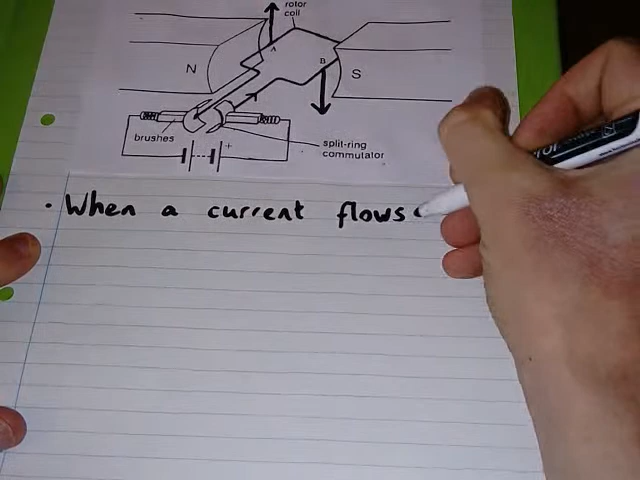 rotor
coil
A
B
N
S
brushes
+
split-ring
commutator
· When a current flows